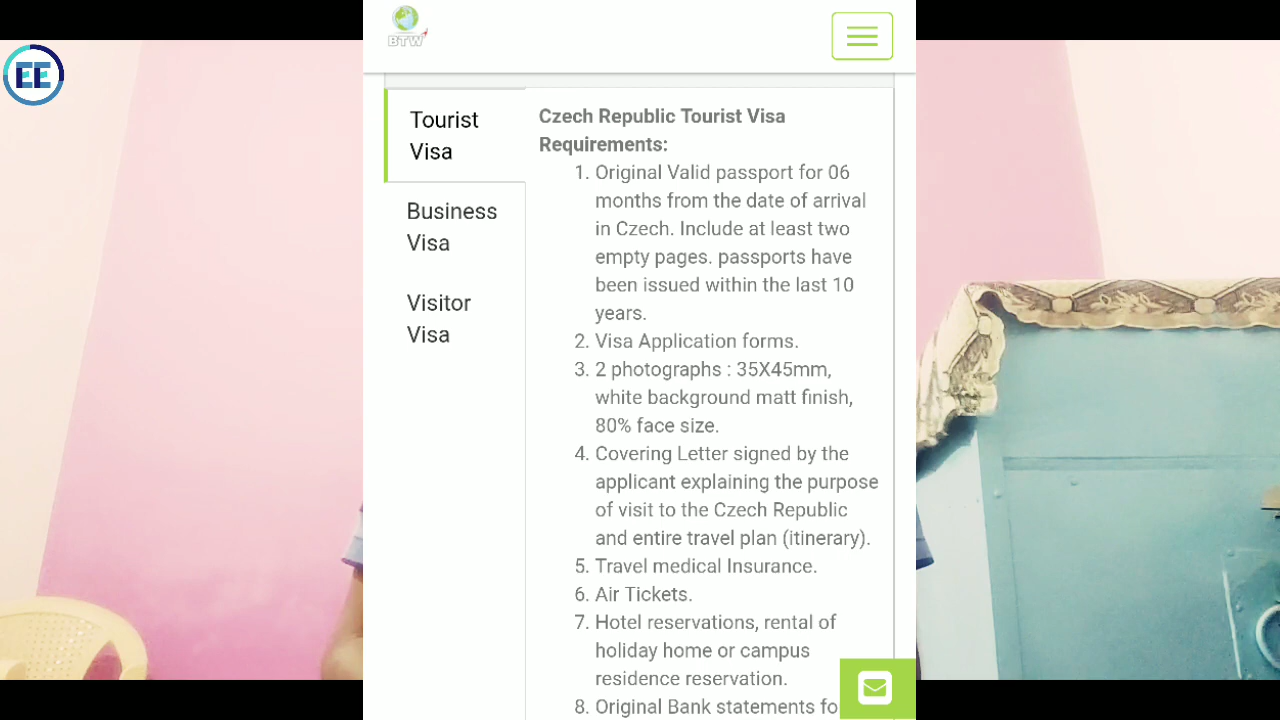 EE
BTW
Tourist
Visa
Business
Visa
Visitor
Visa
Czech Republic Tourist Visa
Requirements:
1. Original Valid passport for 06
months from the date of arrival
in Czech. Include at least two
empty pages. passports have
been issued within the last 10
years.
2. Visa Application forms.
3. 2 photographs : 35X45mm,
white background matt finish,
80% face size.
4. Covering Letter signed by the
applicant explaining the purpose
of visit to the Czech Republic
and entire travel plan (itinerary).
5. Travel medical Insurance.
6. Air Tickets.
7. Hotel reservations, rental of
holiday home or campus
residence reservation.
8. Original Bank statements fo